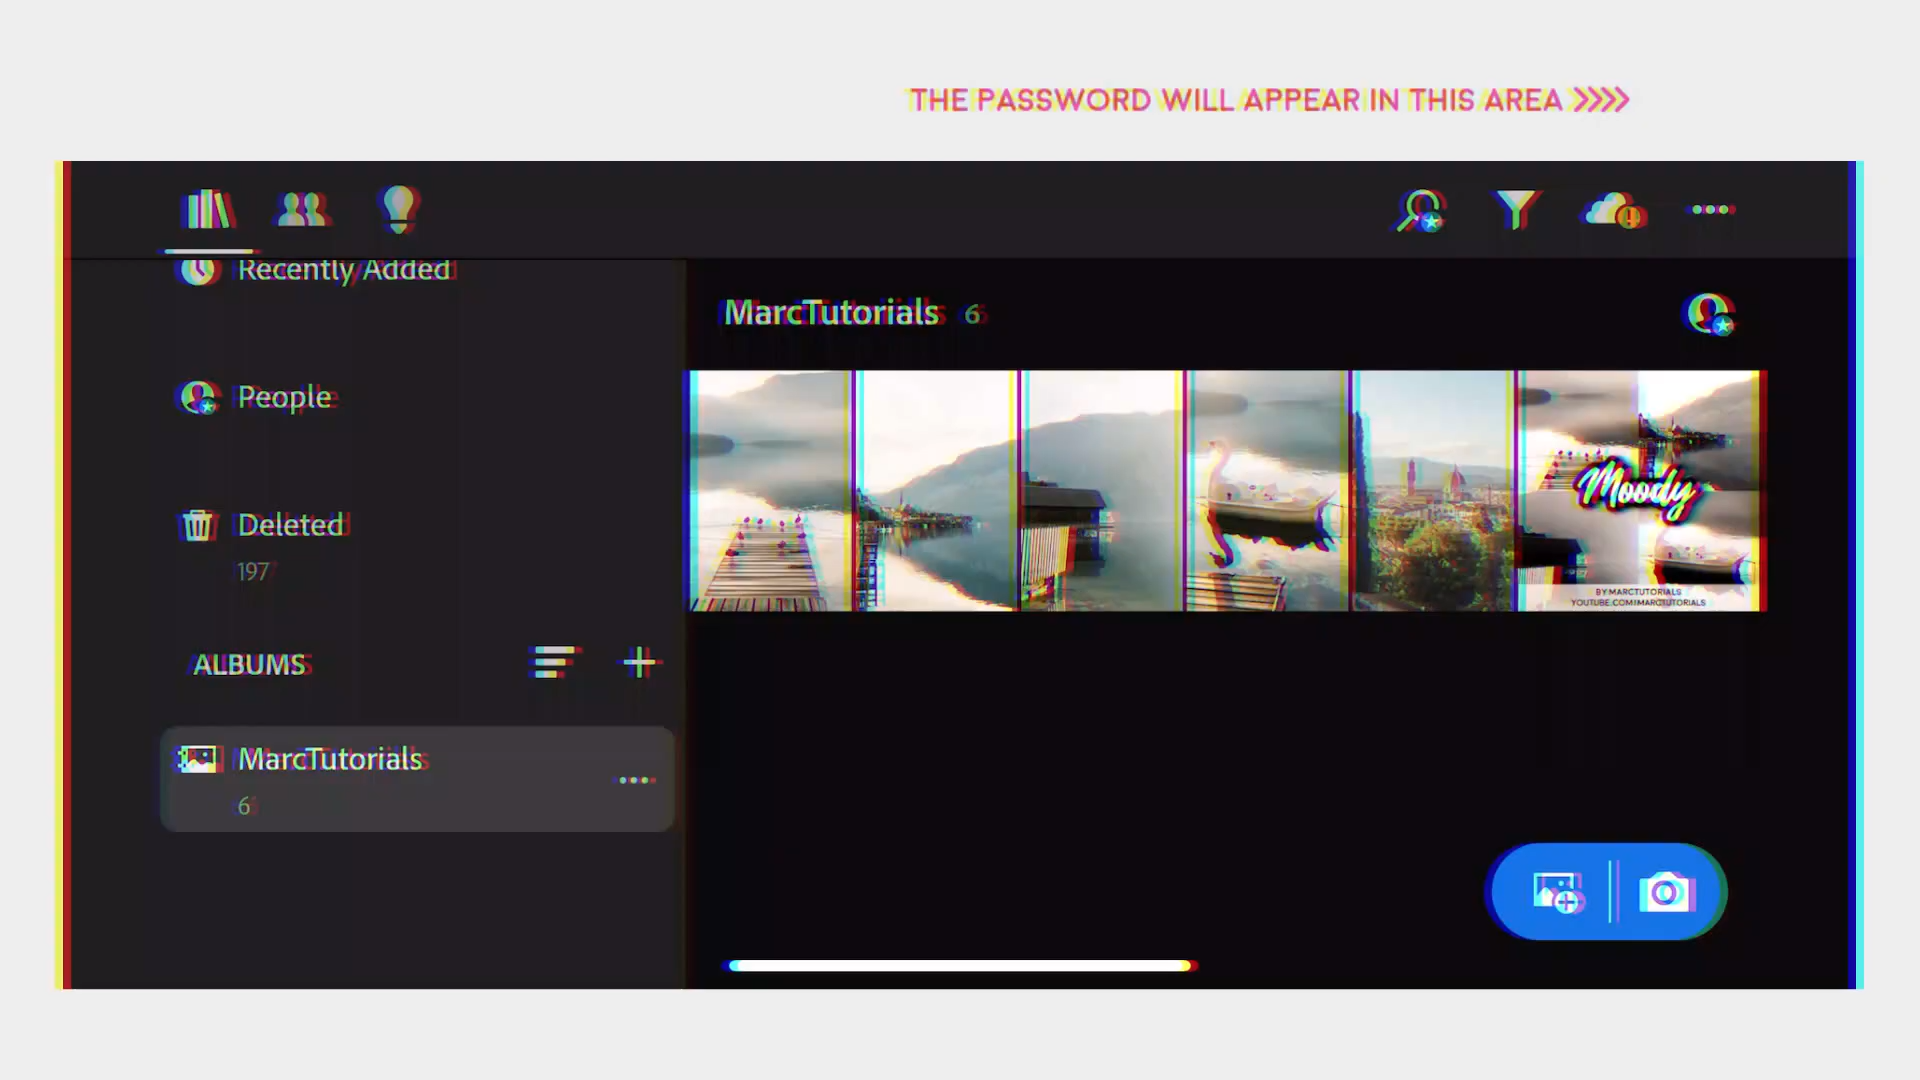 THE PASSWORD WILL APPEAR IN THIS AREA >>>>
Recently Added
People
Deleted
197
ALBUMS
MarcTutorials
6
MarcTutorials 6
Moody
BY MARCTUTORIALS
YOUTUBE.COM/MARCTUTORIALS